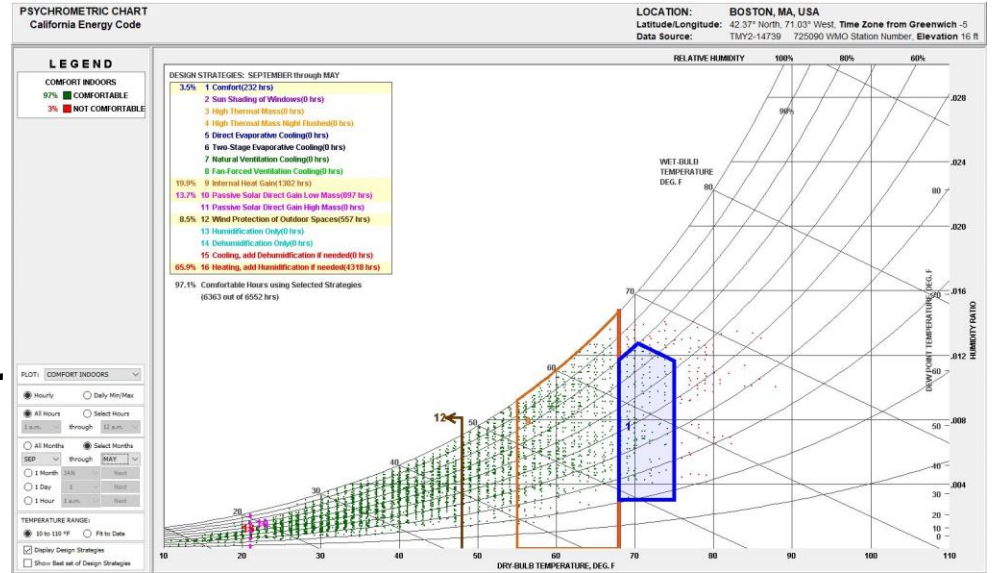 PSYCHROMETRIC CHART
California Energy Code
LOCATION: BOSTON, MA, USA
Latitude/Longitude: 42.37° North, 71.03° West, Time Zone from Greenwich -5
Data Source: TMY2-14739 725090 WMO Station Number, Elevation 16 ft
LEGEND
COMFORT INDOORS
97% COMFORTABLE
3% NOT COMFORTABLE
DESIGN STRATEGIES: SEPTEMBER through MAY
3.5% 1 Comfort(232 hrs)
2 Sun Shading of Windows(0 hrs)
3 High Thermal Mass(0 hrs)
4 High Thermal Mass Night Flushed(0 hrs)
5 Direct Evaporative Cooling(0 hrs)
6 Two-Stage Evaporative Cooling(0 hrs)
7 Natural Ventilation Cooling(0 hrs)
8 Fan-Forced Ventilation Cooling(0 hrs)
19.9% 9 Internal Heat Gain(1302 hrs)
13.7% 10 Passive Solar Direct Gain Low Mass(897 hrs)
11 Passive Solar Direct Gain High Mass(0 hrs)
8.5% 12 Wind Protection of Outdoor Spaces(557 hrs)
13 Humidification Only(0 hrs)
14 Dehumidification Only(0 hrs)
15 Cooling, add Dehumidification if needed(0 hrs)
65.9% 16 Heating, add Humidification if needed(4318 hrs)
97.1% Comfortable Hours using Selected Strategies
(6363 out of 6552 hrs)
RELATIVE HUMIDITY 100% 80% 60%
90%
WET-BULB
TEMPERATURE
DEG. F
80
70
60
50
40
30
20
12
1
.028
.024
.020
.016
.012
.008
.004
HUMIDITY RATIO
DEW POINT TEMPERATURE, DEG. F
80
70
60
50
40
30
20
10
0
10 20 30 40 50 60 70 80 90 100 110
DRY-BULB TEMPERATURE, DEG. F
PLOT: COMFORT INDOORS
Hourly Daily Min/Max
All Hours Select Hours
1 a.m. through 12 a.m.
All Months Select Months
SEP through MAY
1 Month JAN Next
1 Day Next
1 Hour 1 a.m. Next
TEMPERATURE RANGE:
10 to 110 °F Fit to Data
Display Design Strategies
Show Best set of Design Strategies